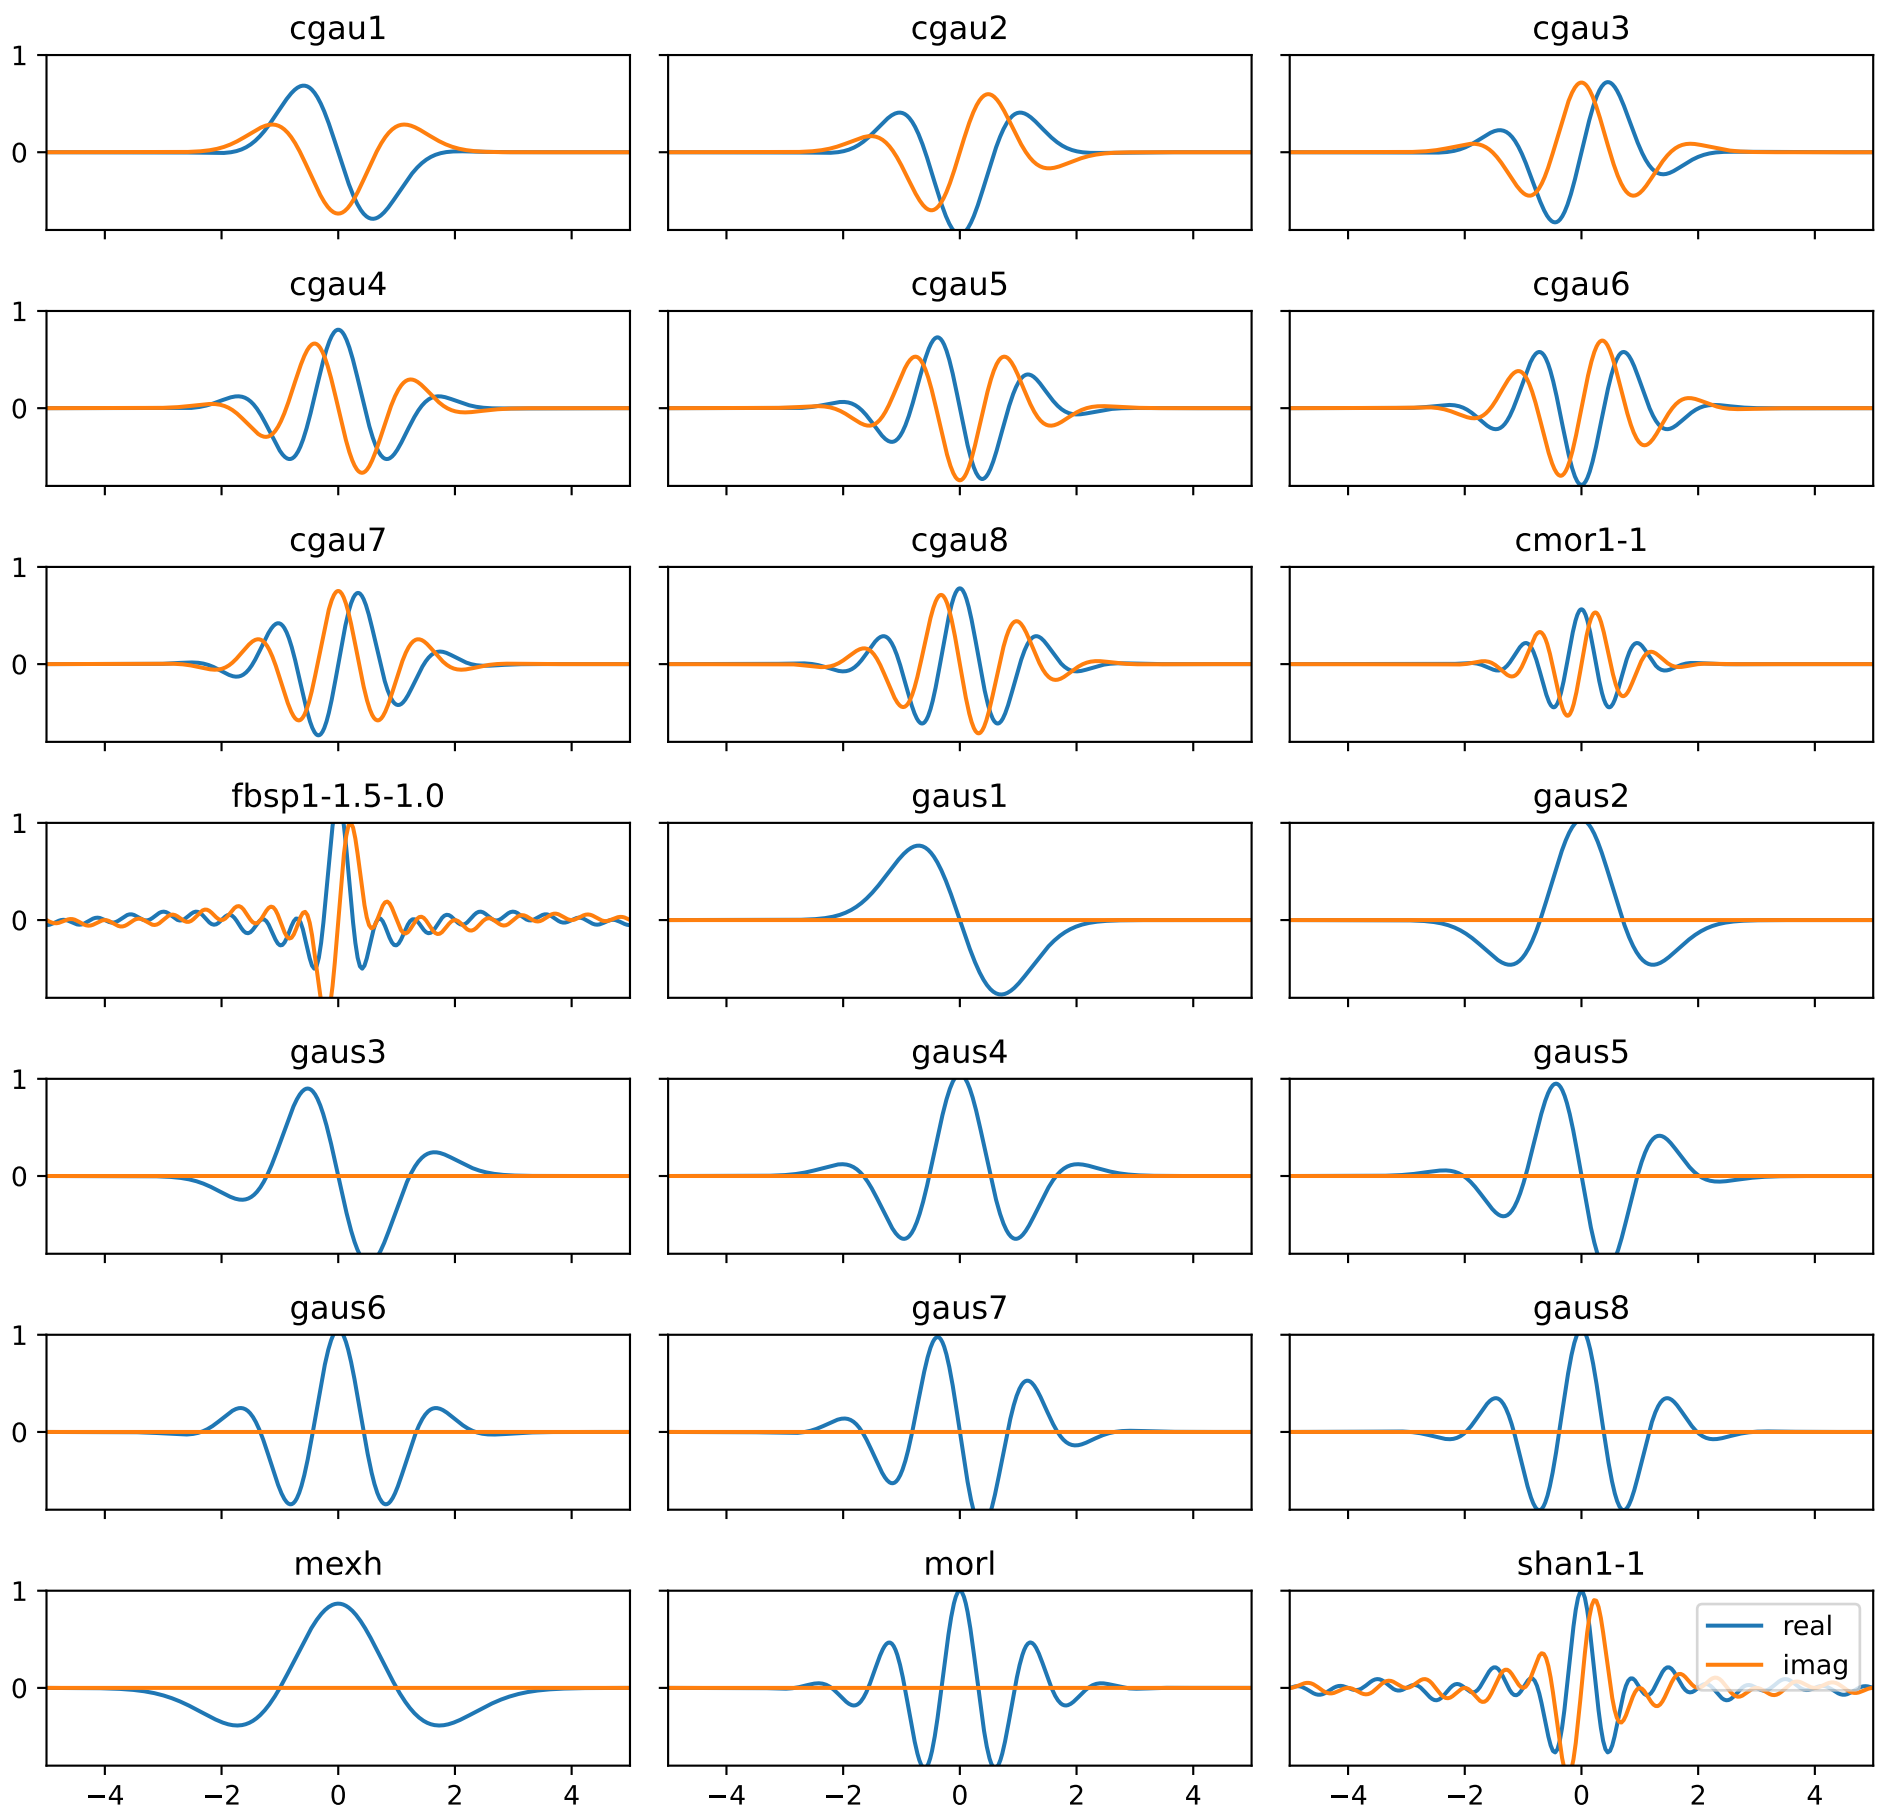 cgau1 cgau2 cgau3
1
0
cgau4 cgau5 cgau6
1
0
cgau7 cgau8 cmor1-1
1
0
fbsp1-1.5-1.0 gaus1 gaus2
1
0
gaus3 gaus4 gaus5
1
0
gaus6 gaus7 gaus8
1
0
mexh morl shan1-1
1
real
imag
0
−4 −2 0 2 4 −4 −2 0 2 4 −4 −2 0 2 4